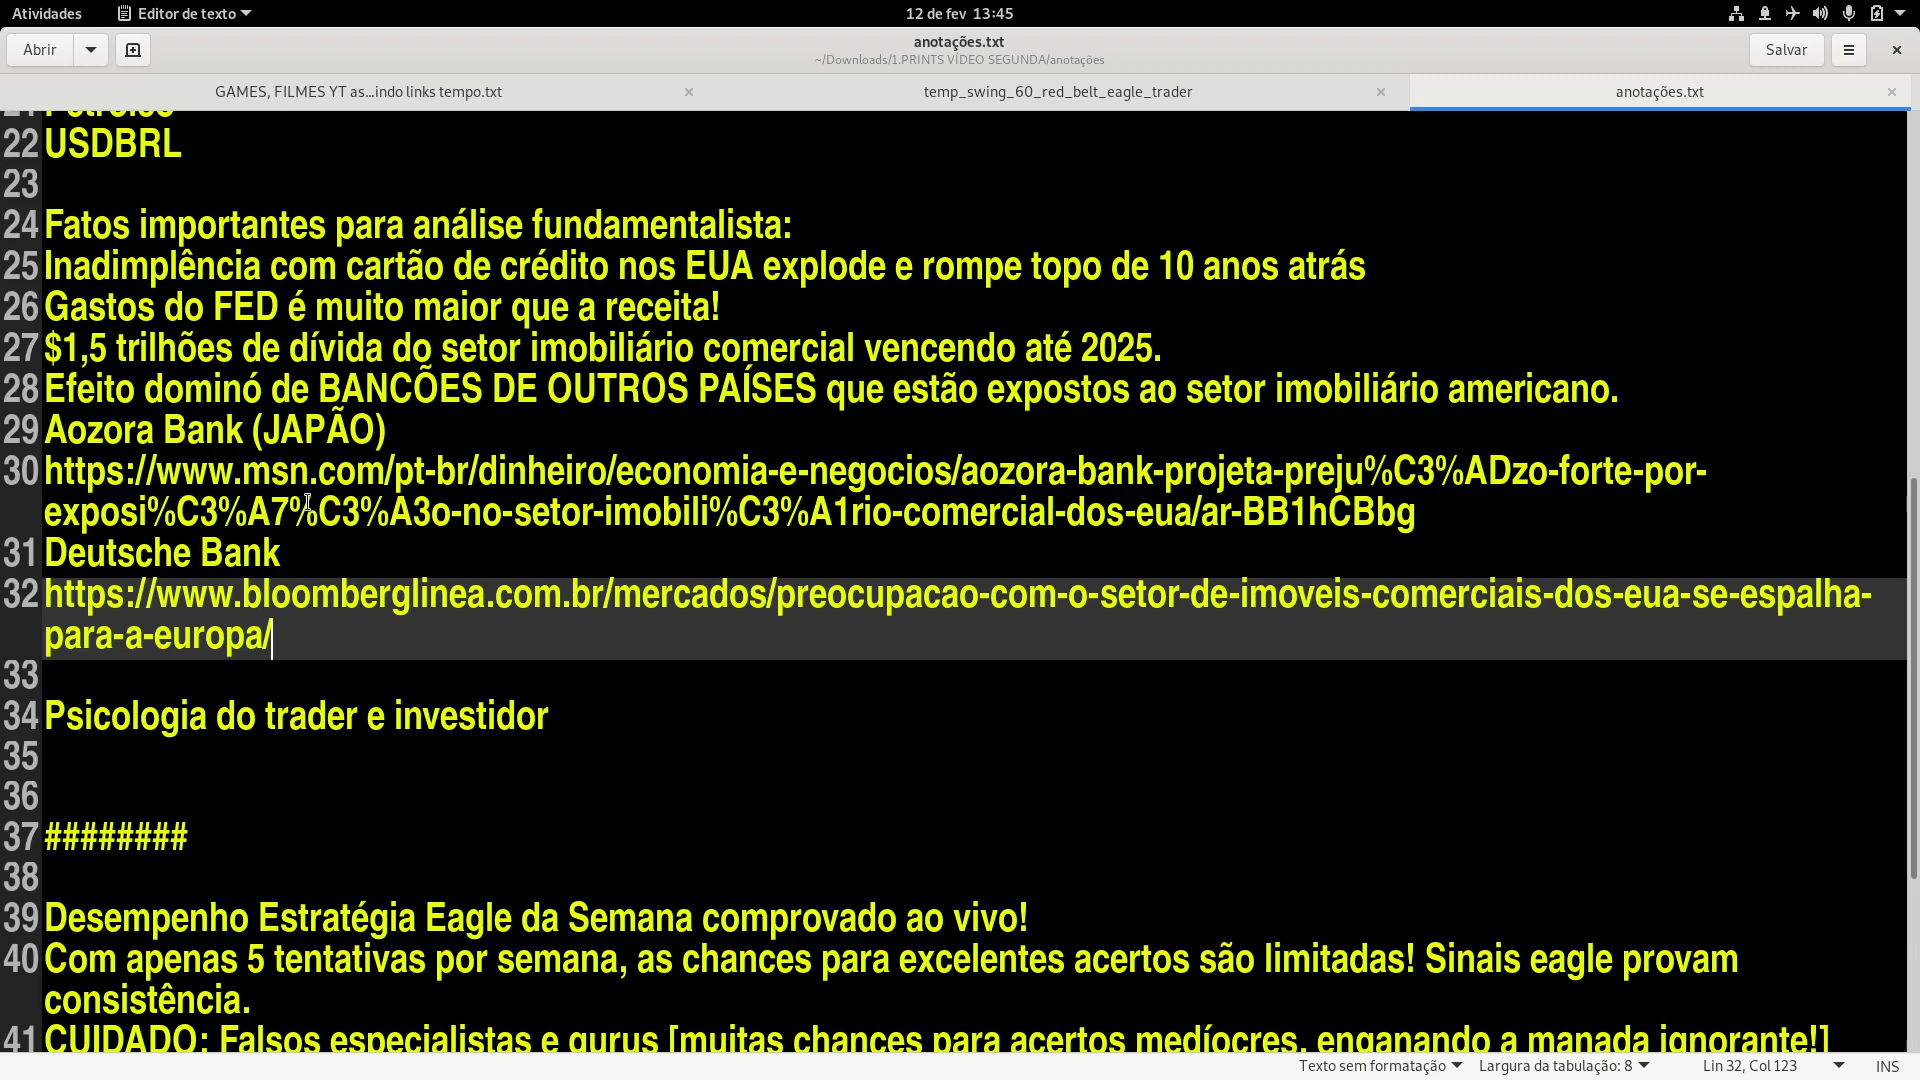 Atividades Editor de texto 12 de fev 13:45
Abrir anotações.txt Salvar
~/Downloads/1.PRINTS VÍDEO SEGUNDA/anotações
GAMES, FILMES YT as…indo links tempo.txt temp_swing_60_red_belt_eagle_trader anotações.txt
22 USDBRL
23
24 Fatos importantes para análise fundamentalista:
25 Inadimplência com cartão de crédito nos EUA explode e rompe topo de 10 anos atrás
26 Gastos do FED é muito maior que a receita!
27 $1,5 trilhões de dívida do setor imobiliário comercial vencendo até 2025.
28 Efeito dominó de BANCÕES DE OUTROS PAÍSES que estão expostos ao setor imobiliário americano.
29 Aozora Bank (JAPÃO)
30 https://www.msn.com/pt-br/dinheiro/economia-e-negocios/aozora-bank-projeta-preju%C3%ADzo-forte-por-
exposi%C3%A7%C3%A3o-no-setor-imobili%C3%A1rio-comercial-dos-eua/ar-BB1hCBbg
31 Deutsche Bank
32 https://www.bloomberglinea.com.br/mercados/preocupacao-com-o-setor-de-imoveis-comerciais-dos-eua-se-espalha-
para-a-europa/
33
34 Psicologia do trader e investidor
35
36
37 ########
38
39 Desempenho Estratégia Eagle da Semana comprovado ao vivo!
40 Com apenas 5 tentativas por semana, as chances para excelentes acertos são limitadas! Sinais eagle provam
consistência.
41 CUIDADO: Falsos especialistas e gurus [muitas chances para acertos medíocres, enganando a manada ignorante!]
Texto sem formatação Largura da tabulação: 8 Lin 32, Col 123 INS